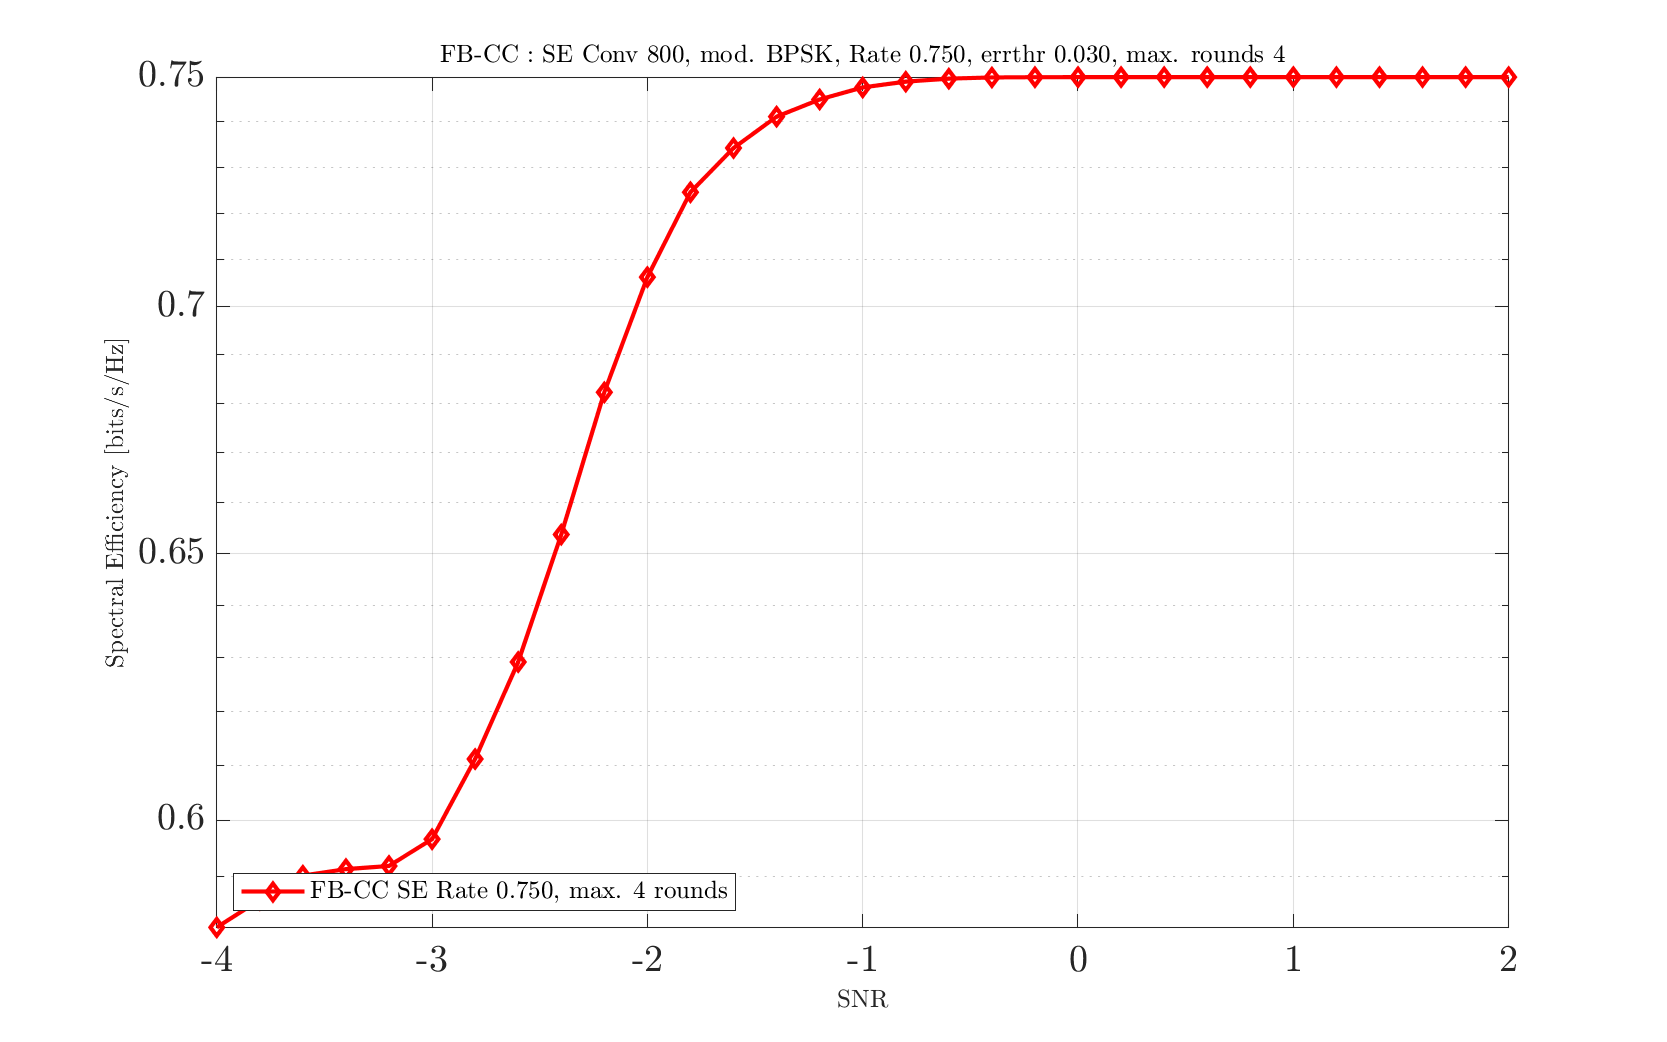 FB-CC : SE Conv 800, mod. BPSK, Rate 0.750, errthr 0.030, max. rounds 4
0.75
0.7
0.65
0.6
Spectral Efficiency [bits/s/Hz]
FB-CC SE Rate 0.750, max. 4 rounds
-4
-3
-2
-1
0
1
2
SNR